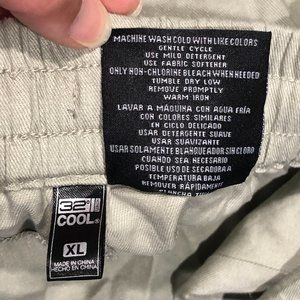 MACHINE WASH COLD WITH LIKE COLORS
GENTLE CYCLE
USE MILD DETERGENT
USE FABRIC SOFTENER
ONLY NON-CHLORINE BLEACH WHEN NEEDED
TUMBLE DRY LOW
REMOVE PROMPTLY
WARM IRON
LAVAR A MÁQUINA CON AGUA FRÍA
CON COLORES SIMILARES
EN CICLO DELICADO
USAR DETERGENTE SUAVE
USAR SUAVIZANTE
USAR SOLAMENTE BLANQUEADOR SIN CLORO
CUANDO SEA NECESARIO
POSIBLE USO DE SECADORA A
TEMPERATURA BAJA
REMOVER RÁPIDAMENTE
32°
COOL®
XL
MADE IN CHINA
HECHO EN CHINA